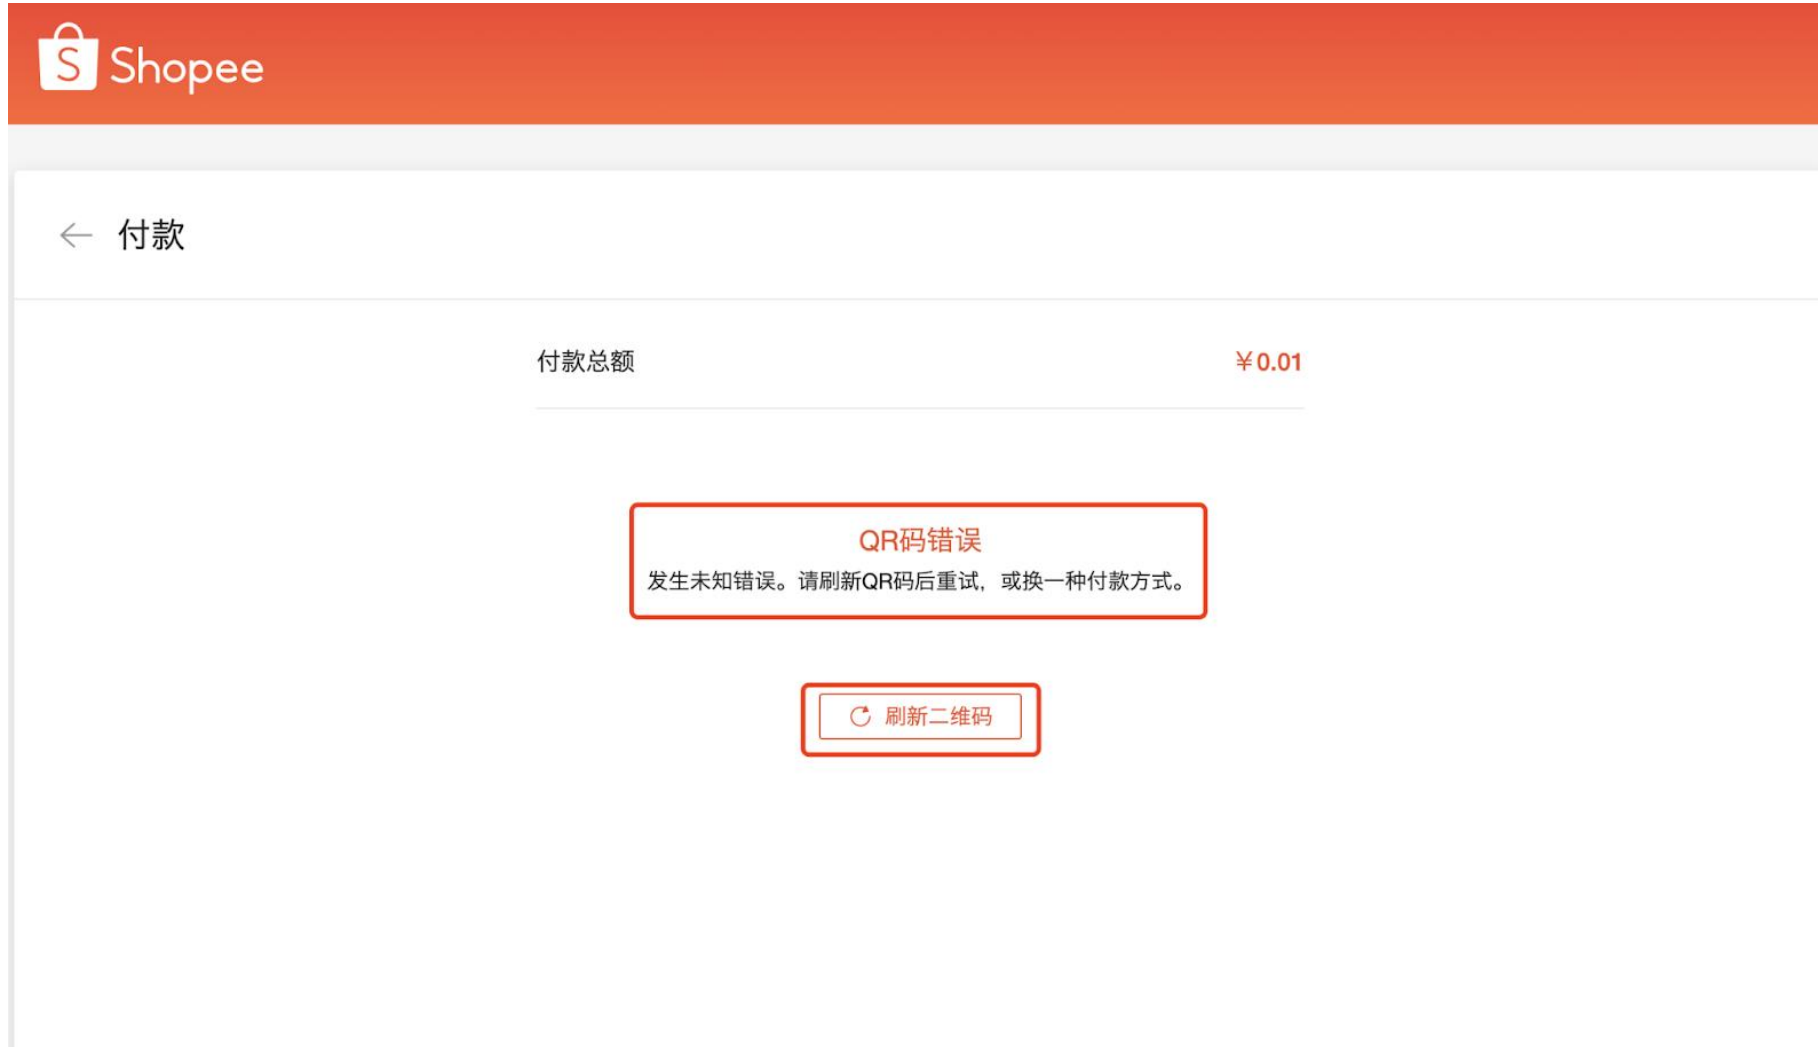 S Shopee
付款
付款总额 ￥0.01
QR码错误
发生未知错误。请刷新QR码后重试，或换一种付款方式。
刷新二维码